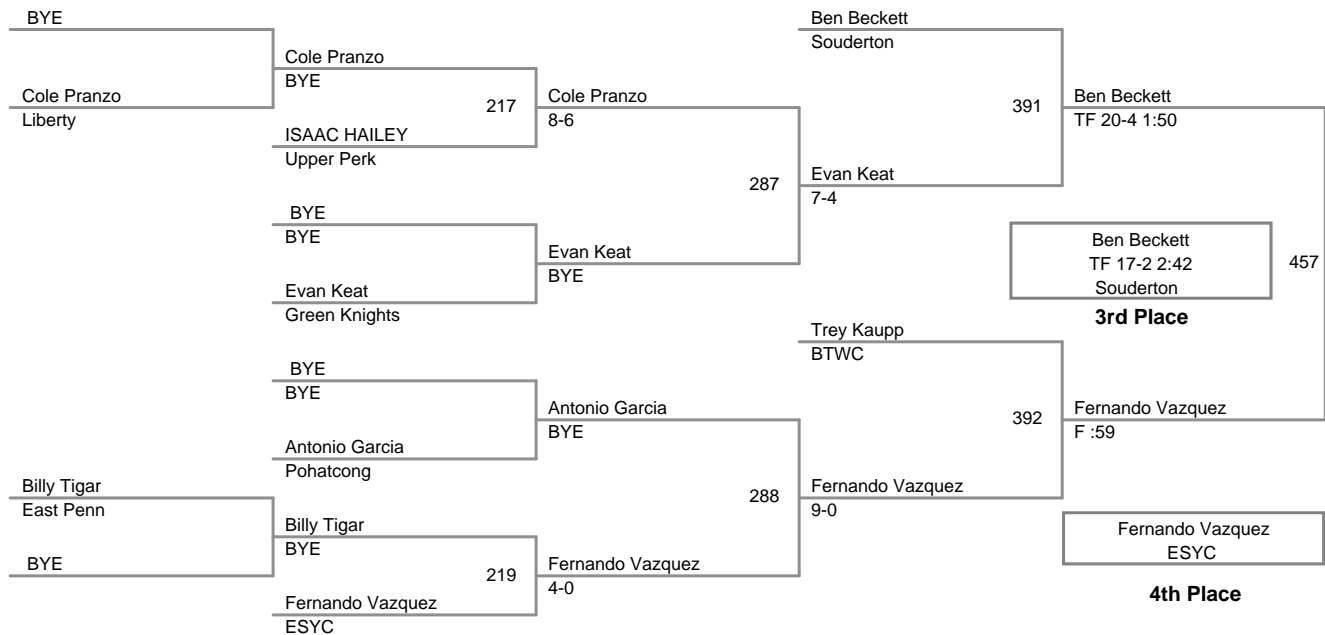 BYE
Cole Pranzo
Liberty
Billy Tigar
East Penn
BYE
Cole Pranzo
BYE
217
ISAAC HAILEY
Upper Perk
BYE
BYE
Evan Keat
Green Knights
BYE
BYE
Antonio Garcia
Pohatcong
Billy Tigar
BYE
219
Fernando Vazquez
ESYC
Cole Pranzo
8-6
287
Evan Keat
BYE
Antonio Garcia
BYE
288
Fernando Vazquez
4-0
Ben Beckett
Souderton
391
Evan Keat
7-4
Trey Kaupp
BTWC
392
Fernando Vazquez
9-0
Ben Beckett
TF 20-4 1:50
Ben Beckett
TF 17-2 2:42
Souderton
457
3rd Place
Fernando Vazquez
F :59
Fernando Vazquez
ESYC
4th Place